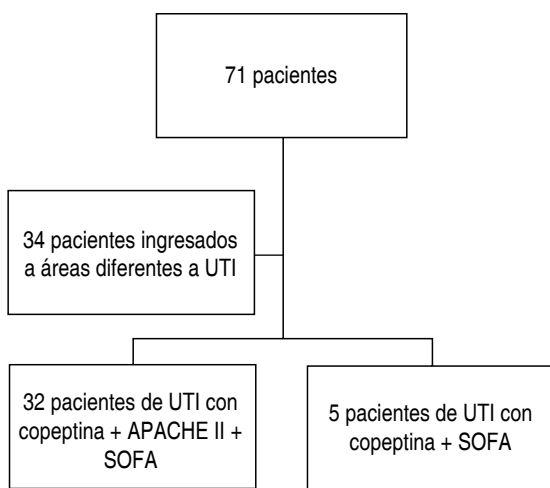 71 pacientes
34 pacientes ingresados
a áreas diferentes a UTI
32 pacientes de UTI con
copeptina + APACHE II +
SOFA
5 pacientes de UTI con
copeptina + SOFA